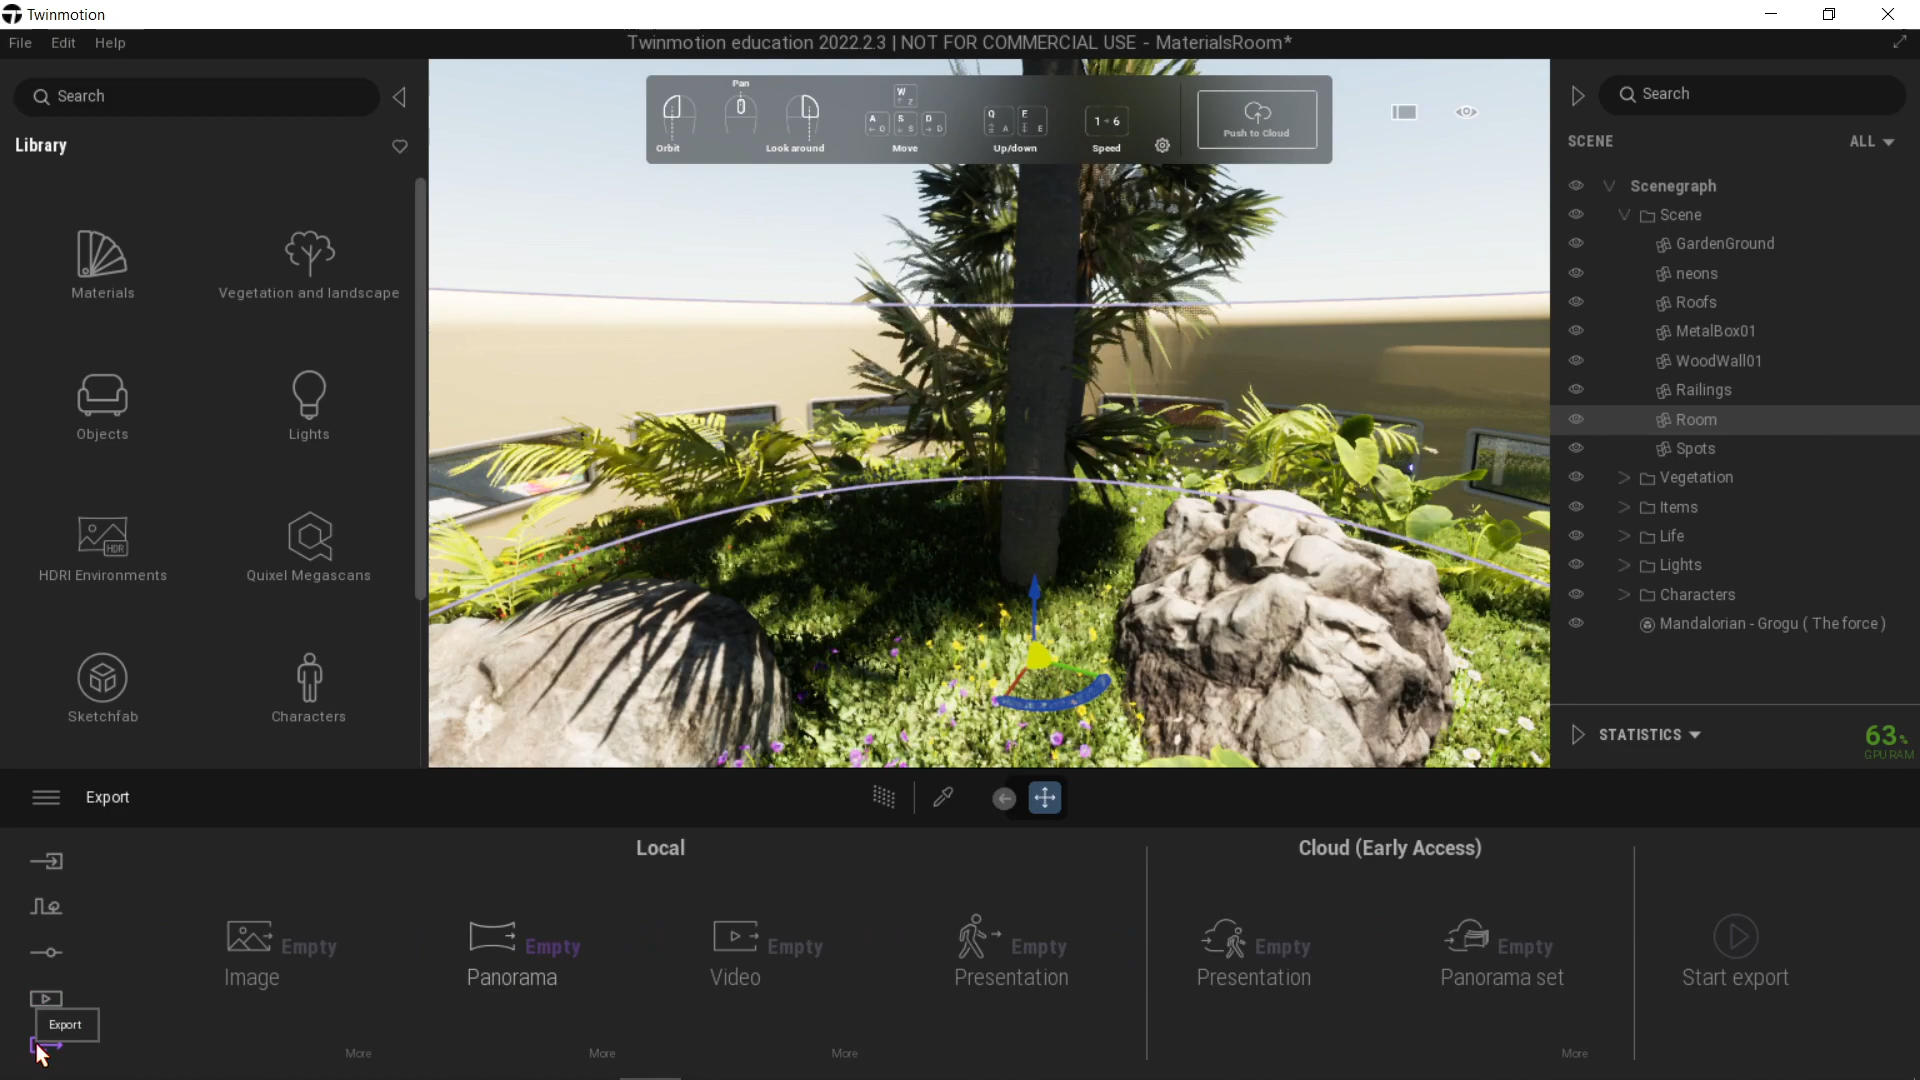 Twinmotion
File Edit Help
Twinmotion education 2022.2.3 | NOT FOR COMMERCIAL USE - MaterialsRoom*
Search
Library
Materials
Vegetation and landscape
Objects
Lights
HDR
HDRI Environments
Quixel Megascans
Sketchfab
Characters
Pan
Orbit
Look around
W
A S D
Move
Q E
Up/down
1 6
Speed
Push to Cloud
Search
SCENE
ALL
Scenegraph
Scene
GardenGround
neons
Roofs
MetalBox01
WoodWall01
Railings
Room
Spots
Vegetation
Items
Life
Lights
Characters
Mandalorian - Grogu ( The force )
STATISTICS
63%
GPU RAM
Export
Local
Cloud (Early Access)
Empty
Image
Empty
Panorama
Empty
Video
Empty
Presentation
Empty
Presentation
Empty
Panorama set
Start export
Export
More
More
More
More